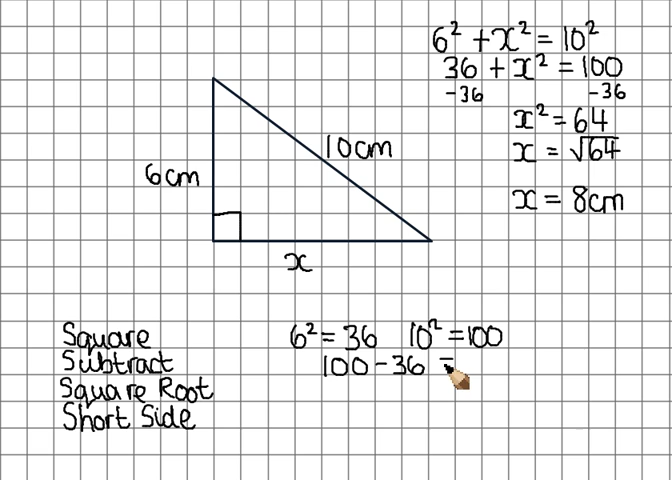 6² + x² = 10²
36 + x² = 100
-36 -36
x² = 64
x = √64
x = 8cm
10cm
6cm
x
Square 6² = 36 10² = 100
Subtract 100 - 36 =
Square Root
Short Side